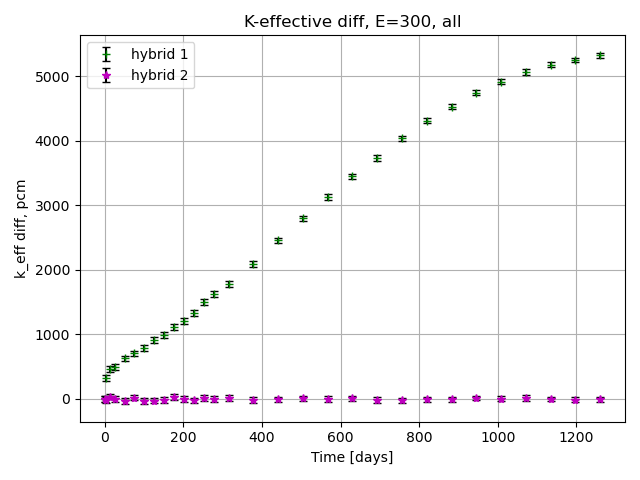 K-effective diff, E=300, all
hybrid 1
hybrid 2
k_eff diff, pcm
5000
4000
3000
2000
1000
0
0 200 400 600 800 1000 1200
Time [days]